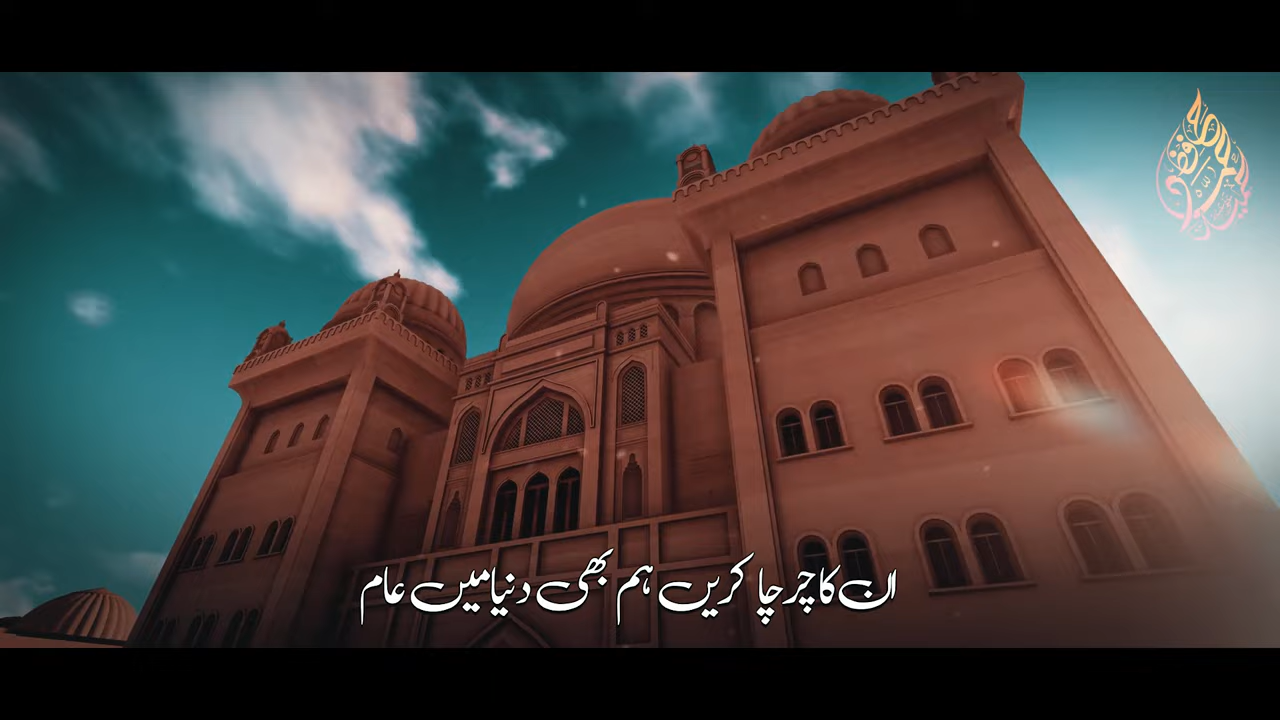 ان کا چرچا کریں ہم بھی دنیا میں عام